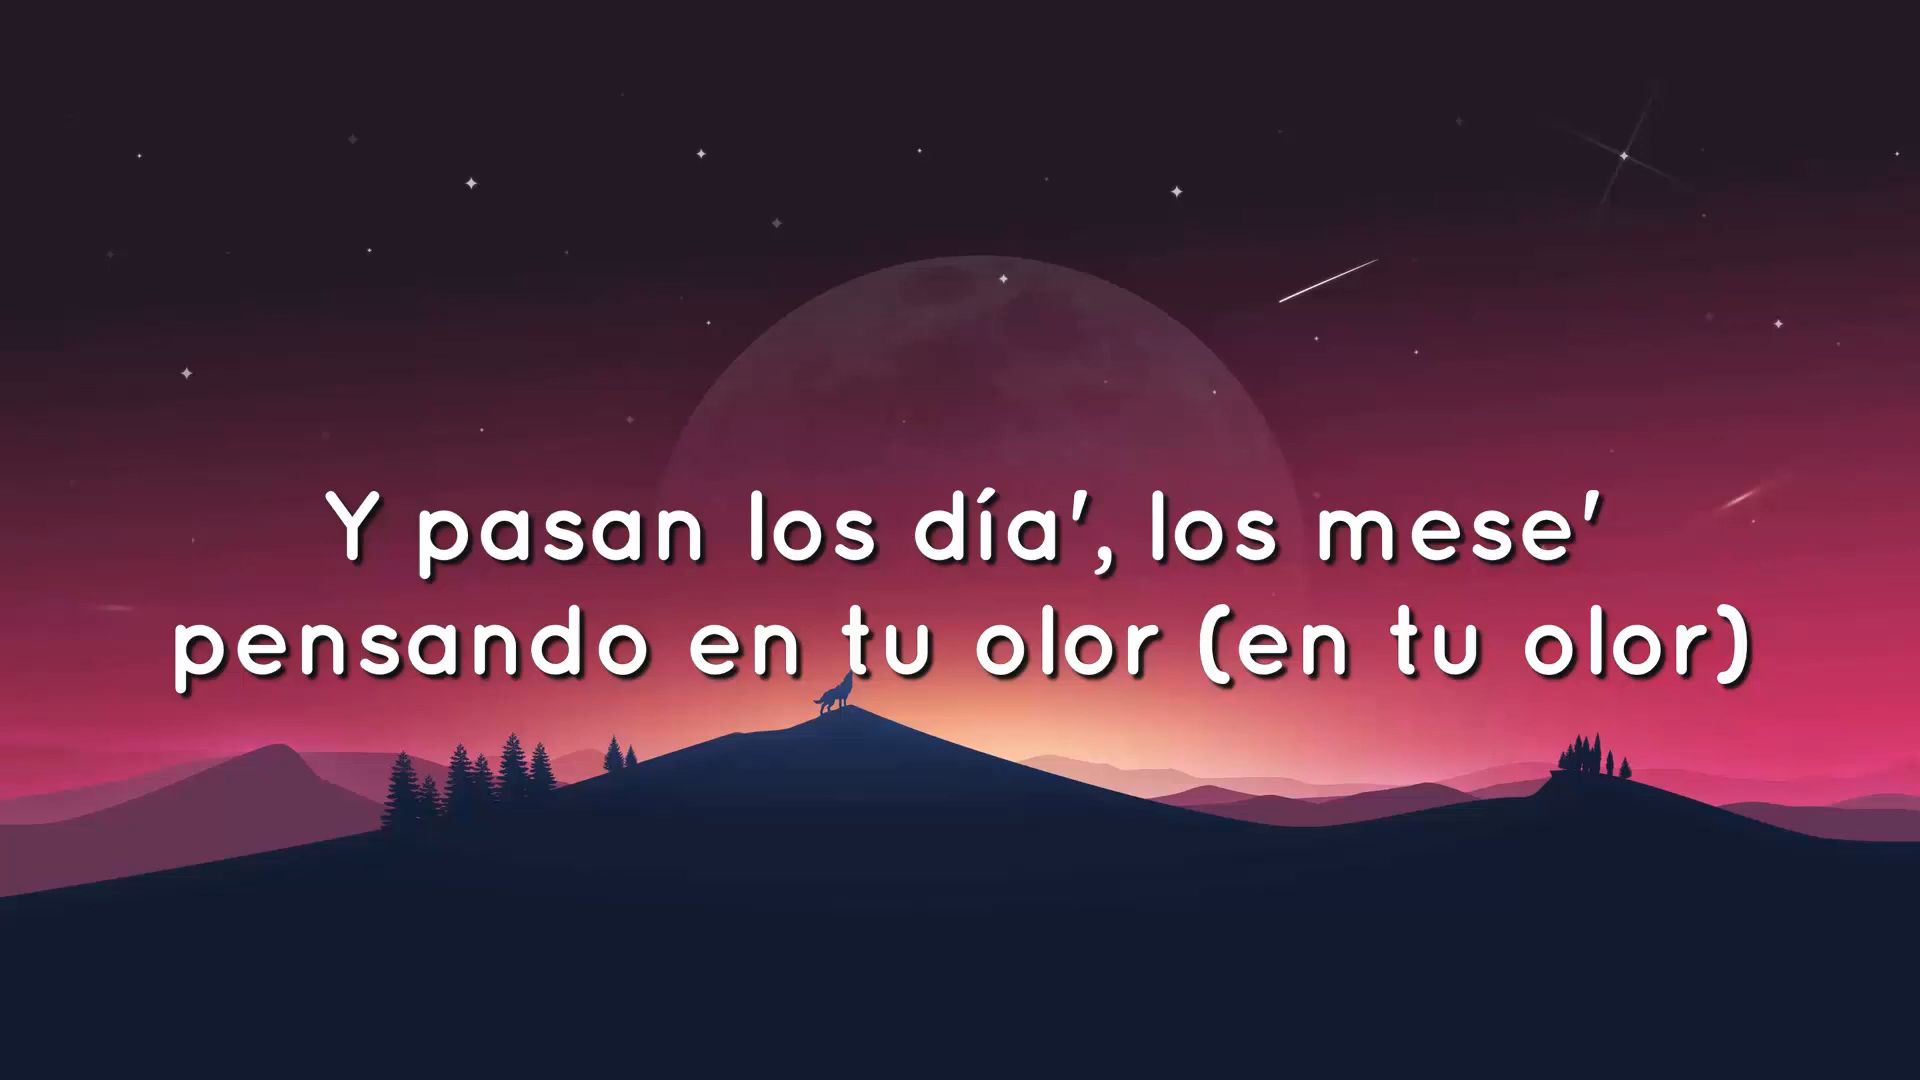 Y pasan los día', los mese'
pensando en tu olor (en tu olor)